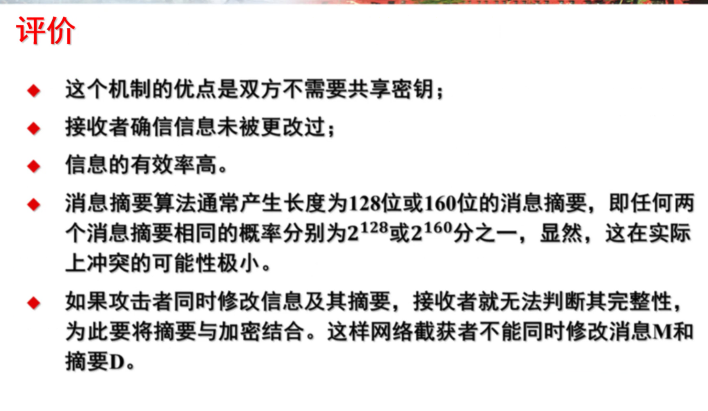 评价
这个机制的优点是双方不需要共享密钥；
接收者确信信息未被更改过；
信息的有效率高。
消息摘要算法通常产生长度为128位或160位的消息摘要，即任何两
个消息摘要相同的概率分别为2^128或2^160分之一，显然，这在实际
上冲突的可能性极小。
如果攻击者同时修改信息及其摘要，接收者就无法判断其完整性，
为此要将摘要与加密结合。这样网络截获者不能同时修改消息M和
摘要D。